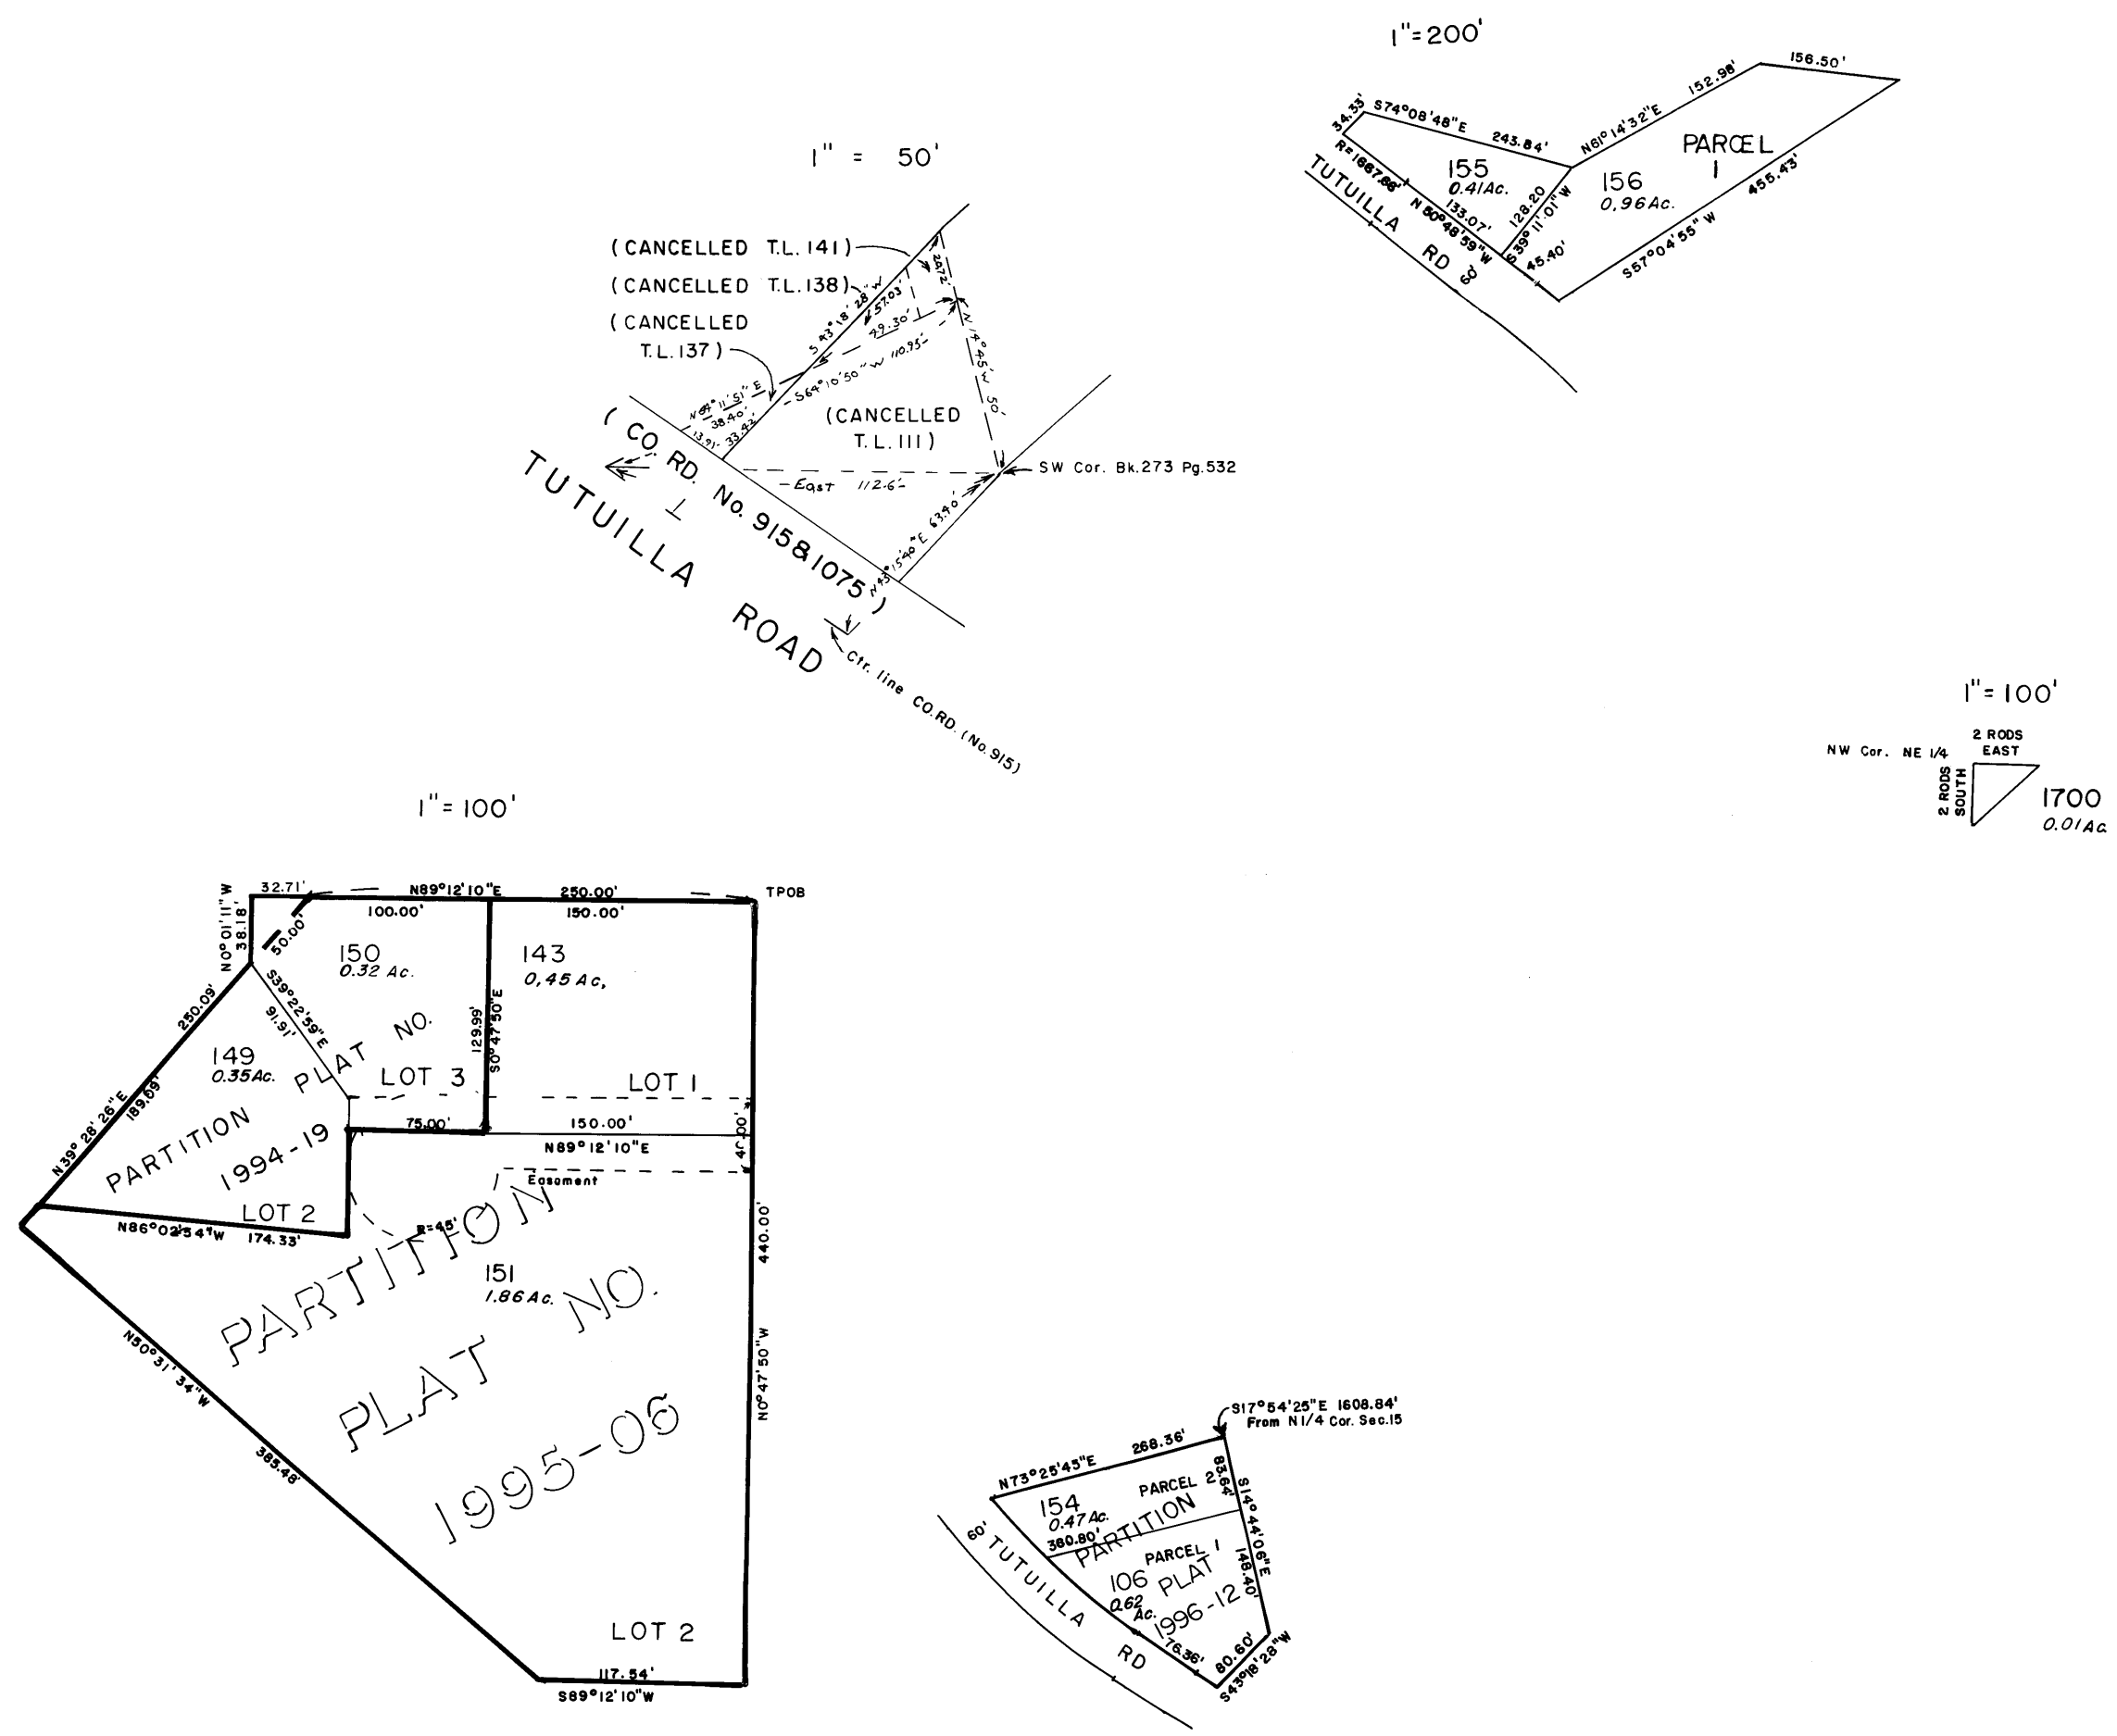 1"=200'
156.50'
152.98'
N61°14'32"E
34.33'
S74°08'48"E
243.84'
R=1667.66'
155
0.41Ac.
133.07'
N50°48'59"W
128.20
S39°11'01"W
PARCEL
1
156
0.96Ac.
455.43'
S57°04'55"W
45.40'
TUTUILLA RD
60'
1" = 50'
(CANCELLED T.L. 141)
(CANCELLED T.L. 138)
(CANCELLED
T.L. 137)
S 43° 18' 28" W
57.03'
49.30'
S64°10'50"W 110.95'
N 14°45'W 50'
N 64° 11' 51" E
38.40'
13.91'
33.42'
(CANCELLED
T.L. 111)
East 112.6'
SW Cor. Bk.273 Pg.532
N43°15'40"E 63.40'
(CO. RD. No. 915&1075)
TUTUILLA ROAD
Ctr. line CO.RD. (No.915)
1"=100'
2 RODS
EAST
NW Cor. NE 1/4
2 RODS
SOUTH
1700
0.01Ac.
1"=100'
32.71'
N89°12'10"E
250.00'
TPOB
100.00'
150.00'
N0°01'11"W
38.18'
50.00'
150
0.32 Ac.
143
0.45 Ac.
S39°22'59"E
91.91'
250.09'
129.99'
S0°47'50"E
149
0.35Ac.
N39°28'26"E
189.69'
LOT 3
LOT 1
PARTITION PLAT NO.
1994-19
75.00'
150.00'
N89°12'10"E
40.00'
Easement
LOT 2
N86°02'54"W
174.33'
R=45'
151
1.86Ac.
440.00'
N0°47'50"W
PARTITION
PLAT NO.
1995-06
N50°31'34"W
385.48'
LOT 2
117.54'
S89°12'10"W
S17°54'25"E 1608.84'
From N1/4 Cor. Sec.15
N73°25'45"E
268.36'
PARCEL 2
83.64'
S14°44'06"E
154
0.47Ac.
380.80'
PARTITION
PARCEL 1
PLAT
1996-12
106
0.62
Ac.
148.40'
76.36'
80.60'
S43°18'28"W
60' TUTUILLA RD